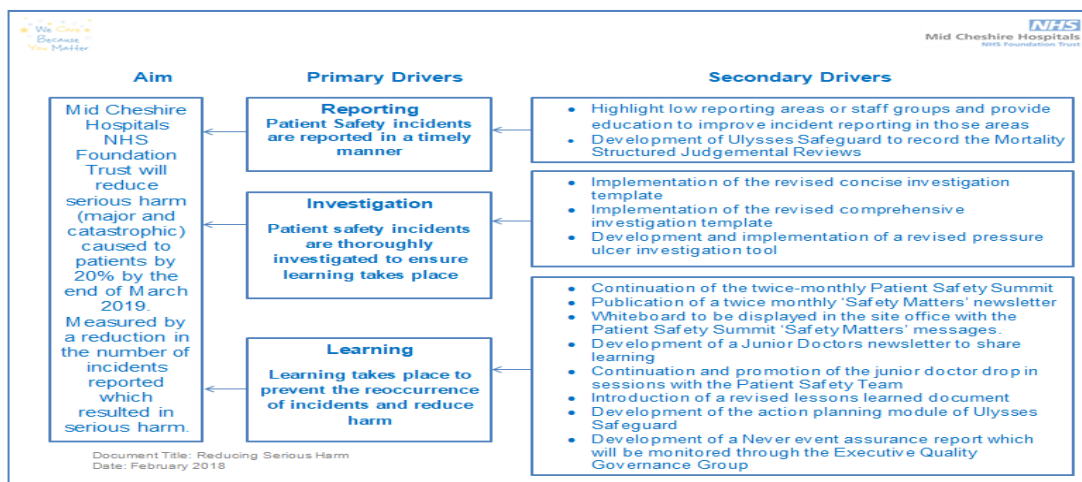 We Care
Because
You Matter
NHS
Mid Cheshire Hospitals
NHS Foundation Trust
Aim
Primary Drivers
Secondary Drivers
Mid Cheshire
Hospitals
NHS
Foundation
Trust will
reduce
serious harm
(major and
catastrophic)
caused to
patients by
20% by the
end of March
2019.
Measured by
a reduction in
the number of
incidents
reported
which
resulted in
serious harm.
Reporting
Patient Safety incidents
are reported in a timely
manner
Investigation
Patient safety incidents
are thoroughly
investigated to ensure
learning takes place
Learning
Learning takes place to
prevent the reoccurrence
of incidents and reduce
harm
• Highlight low reporting areas or staff groups and provide
education to improve incident reporting in those areas
• Development of Ulysses Safeguard to record the Mortality
Structured Judgemental Reviews
• Implementation of the revised concise investigation
template
• Implementation of the revised comprehensive
investigation template
• Development and implementation of a revised pressure
ulcer investigation tool
• Continuation of the twice-monthly Patient Safety Summit
• Publication of a twice monthly ‘Safety Matters’ newsletter
• Whiteboard to be displayed in the site office with the
Patient Safety Summit ‘Safety Matters’ messages.
• Development of a Junior Doctors newsletter to share
learning
• Continuation and promotion of the junior doctor drop in
sessions with the Patient Safety Team
• Introduction of a revised lessons learned document
• Development of the action planning module of Ulysses
Safeguard
• Development of a Never event assurance report which
will be monitored through the Executive Quality
Governance Group
Document Title: Reducing Serious Harm
Date: February 2018